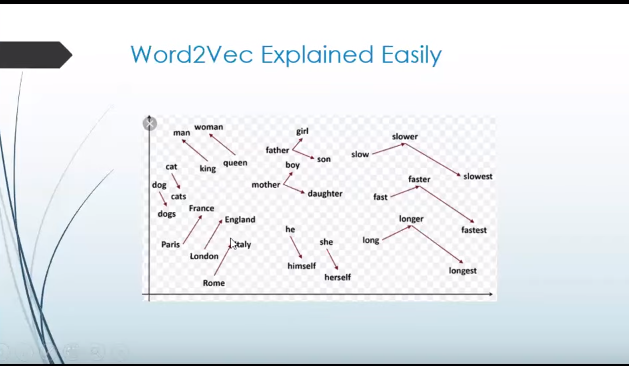 Word2Vec Explained Easily
man
woman
king
queen
cat
cats
dog
dogs
France
England
Italy
Paris
London
Rome
girl
father
son
boy
mother
daughter
he
himself
she
herself
slower
slow
slowest
faster
fast
fastest
longer
long
longest